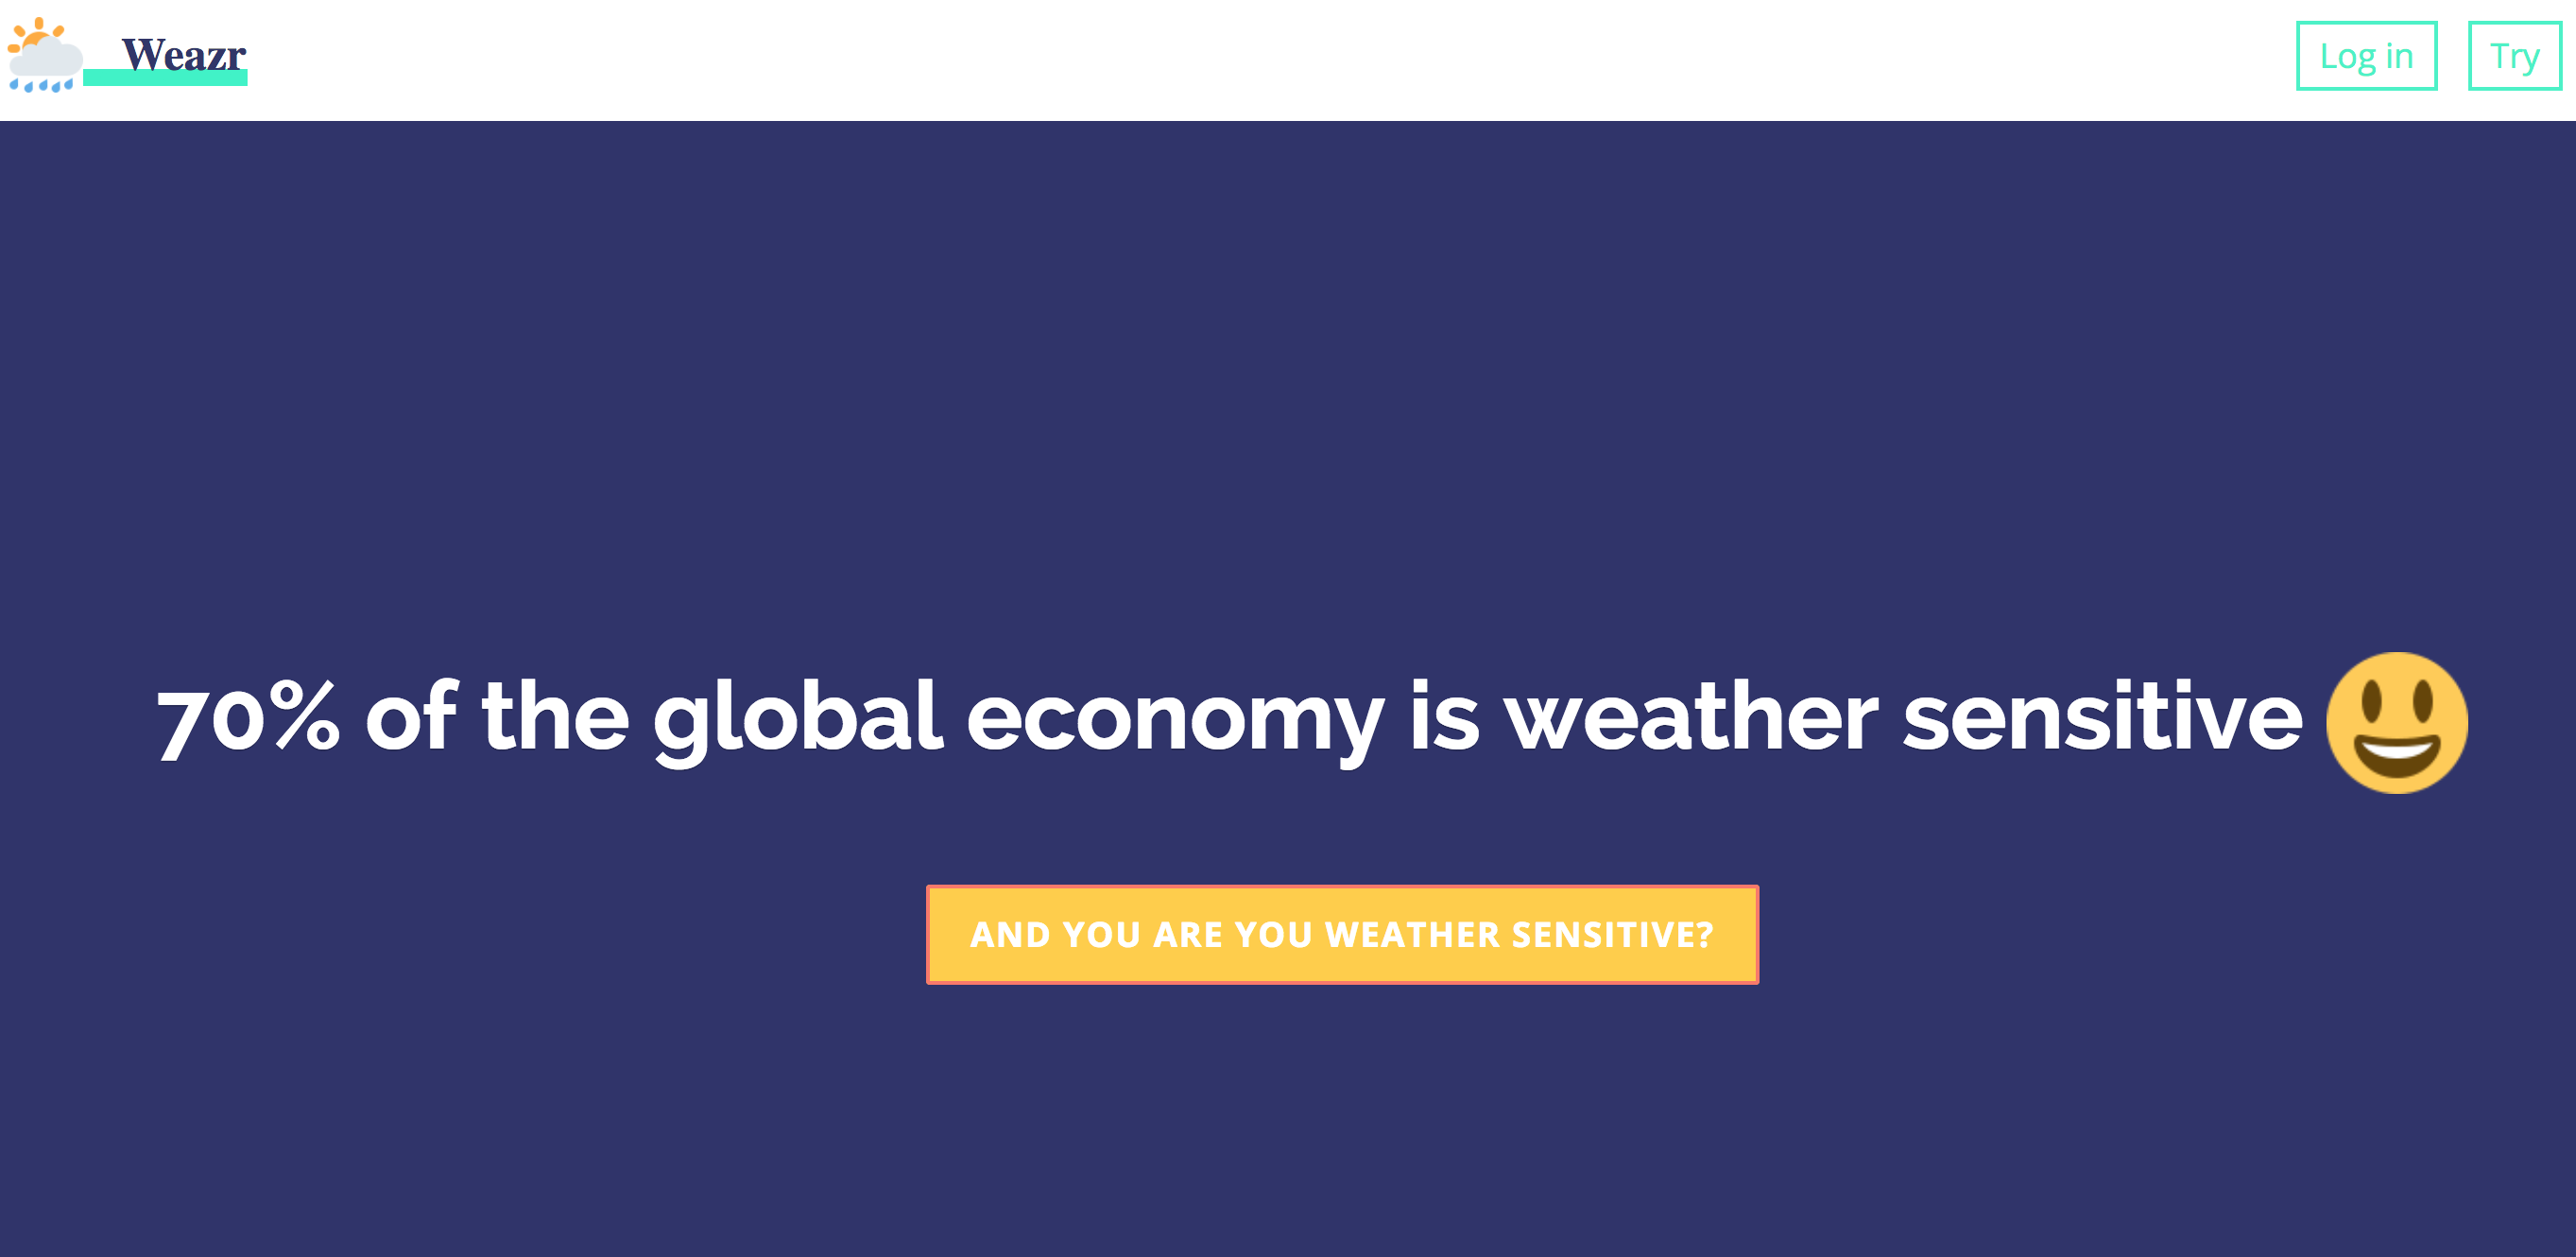 Weazr
Log in
Try
70% of the global economy is weather sensitive 😃
AND YOU ARE YOU WEATHER SENSITIVE?